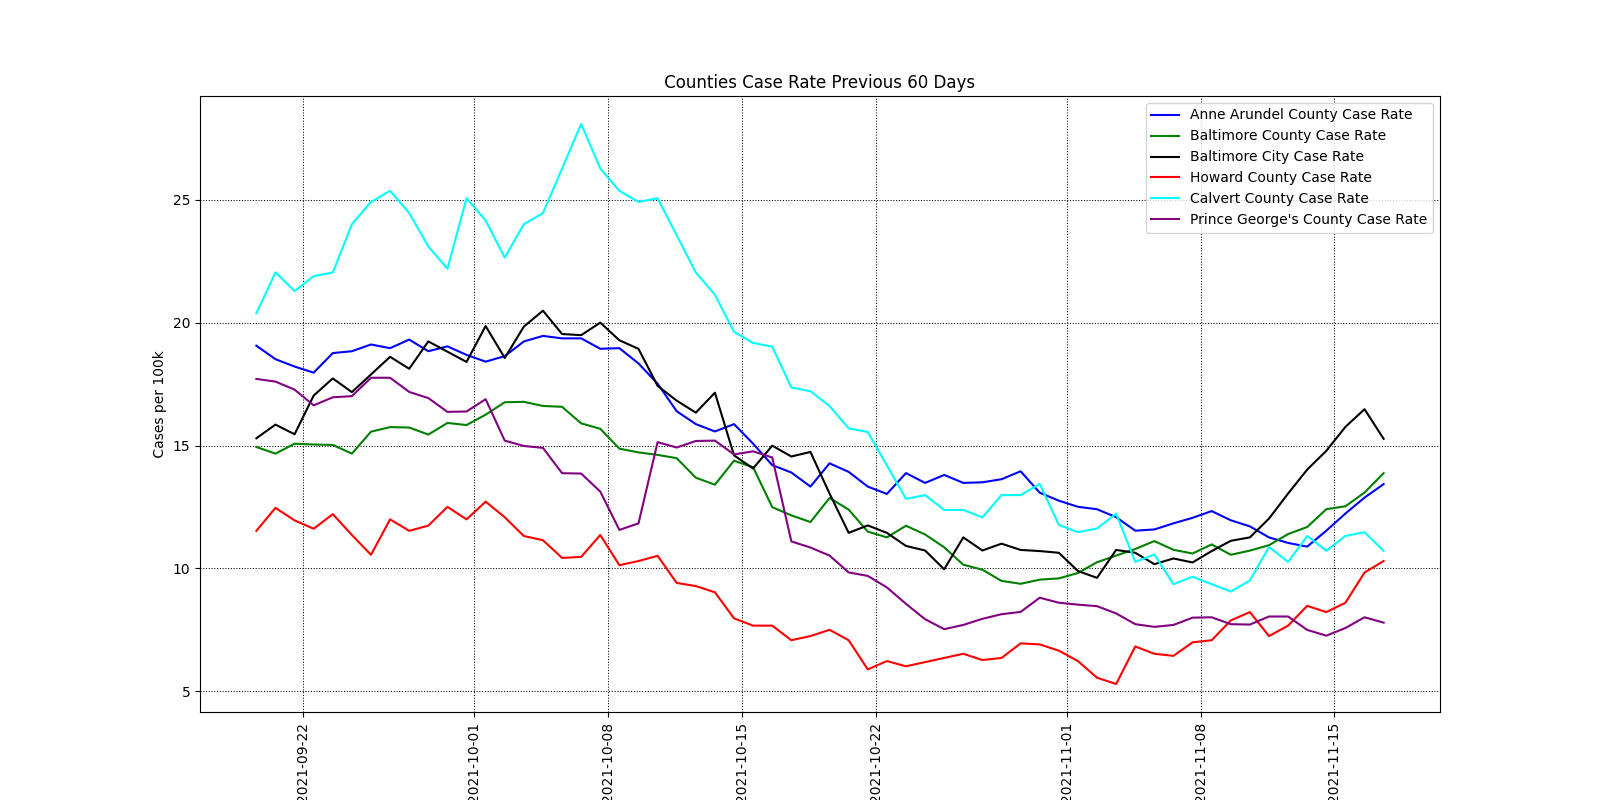 Counties Case Rate Previous 60 Days
Anne Arundel County Case Rate
Baltimore County Case Rate
Baltimore City Case Rate
Howard County Case Rate
Calvert County Case Rate
Prince George's County Case Rate
Cases per 100k
25
20
15
10
5
2021-09-22
2021-10-01
2021-10-08
2021-10-15
2021-10-22
2021-11-01
2021-11-08
2021-11-15